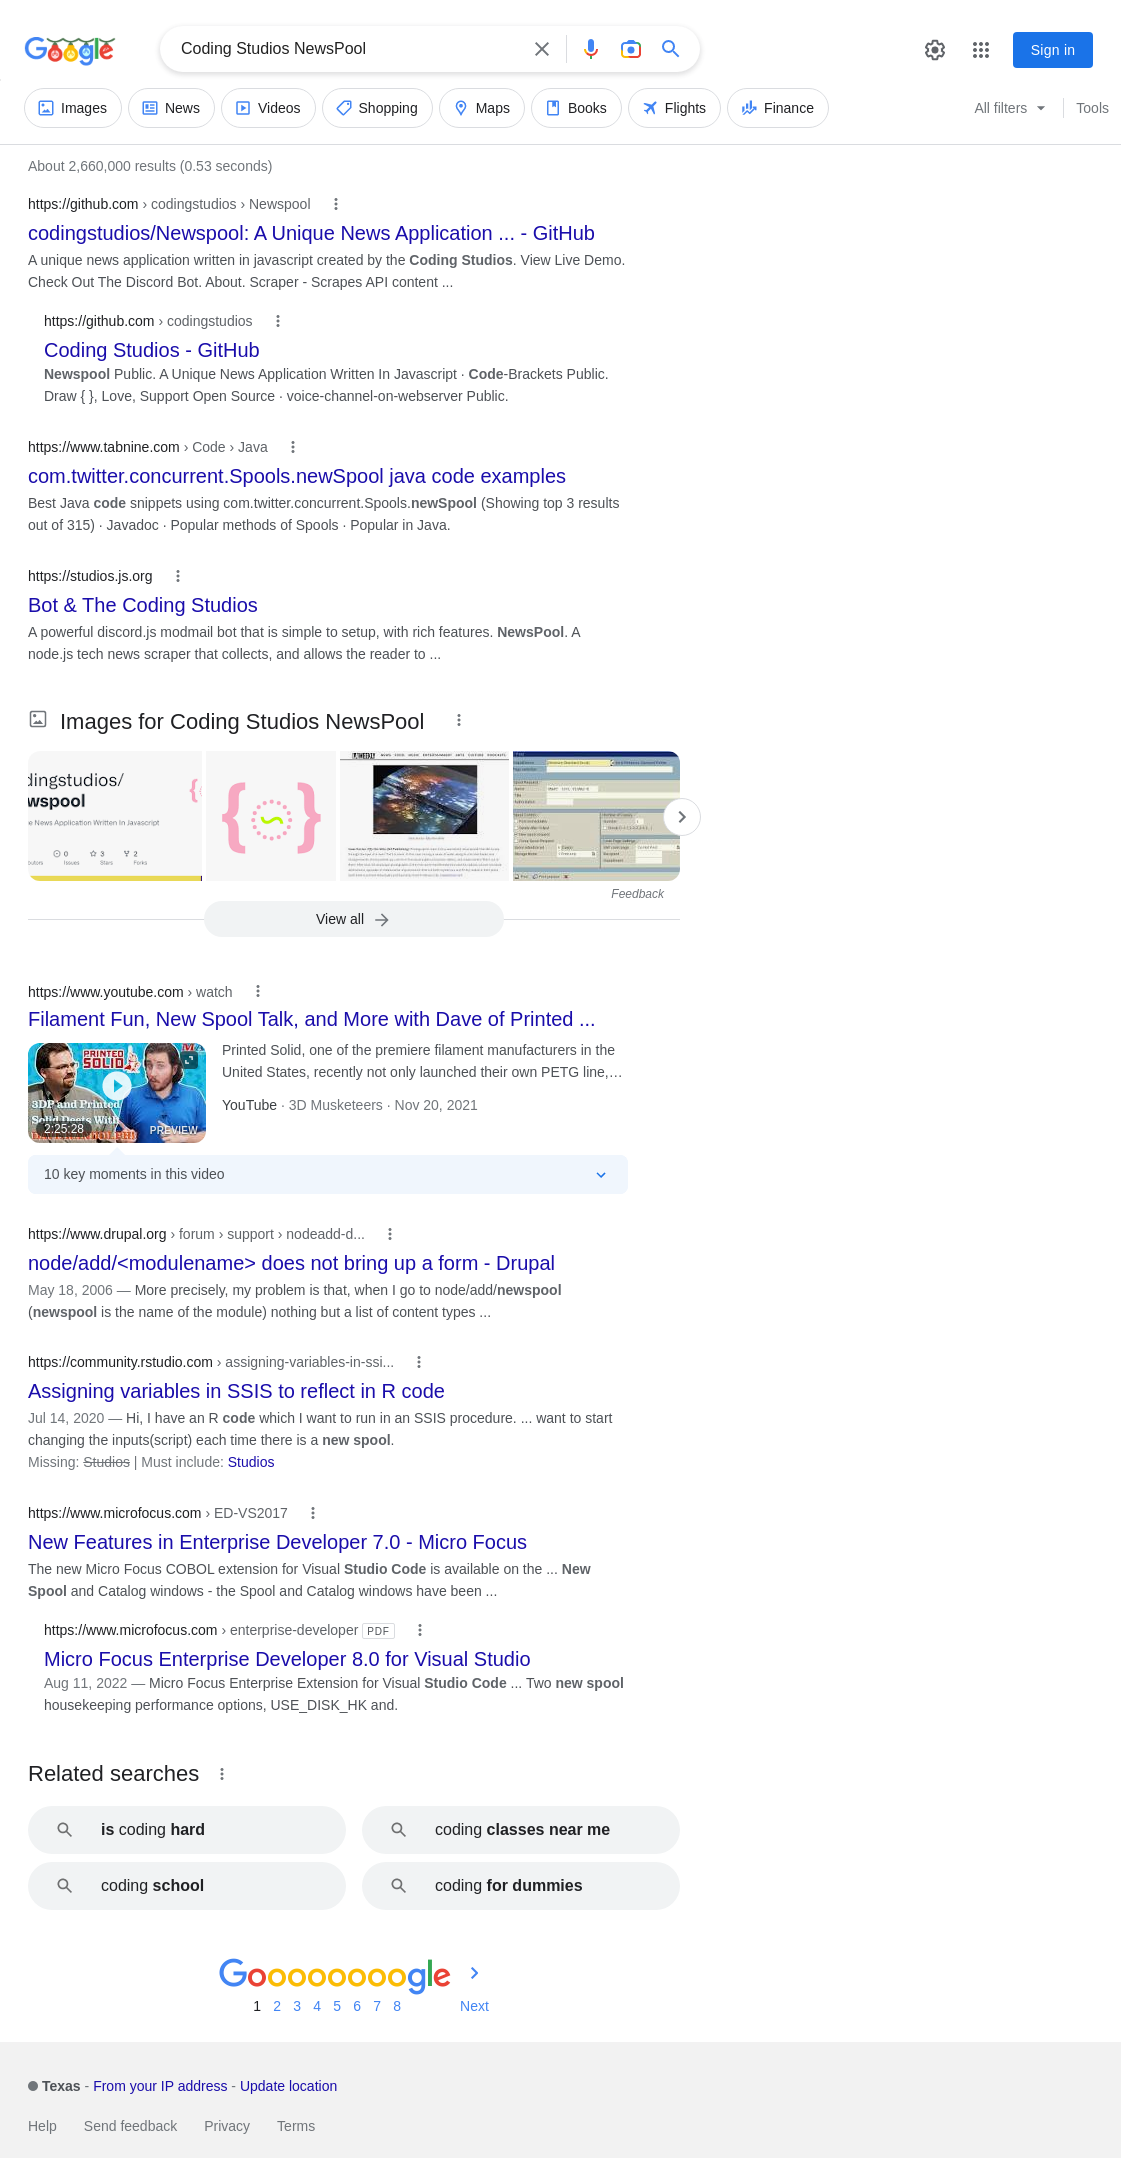 Google
Coding Studios NewsPool
Sign in
Images News Videos Shopping Maps Books Flights Finance All filters Tools
About 2,660,000 results (0.53 seconds)
https://github.com › codingstudios › Newspool
codingstudios/Newspool: A Unique News Application ... - GitHub
A unique news application written in javascript created by the Coding Studios. View Live Demo.
Check Out The Discord Bot. About. Scraper - Scrapes API content ...
https://github.com › codingstudios
Coding Studios - GitHub
Newspool Public. A Unique News Application Written In Javascript · Code-Brackets Public.
Draw { }, Love, Support Open Source · voice-channel-on-webserver Public.
https://www.tabnine.com › Code › Java
com.twitter.concurrent.Spools.newSpool java code examples
Best Java code snippets using com.twitter.concurrent.Spools.newSpool (Showing top 3 results
out of 315) · Javadoc · Popular methods of Spools · Popular in Java.
https://studios.js.org
Bot & The Coding Studios
A powerful discord.js modmail bot that is simple to setup, with rich features. NewsPool. A
node.js tech news scraper that collects, and allows the reader to ...
Images for Coding Studios NewsPool
dingstudios/
wspool
e News Application Written In Javascript
0 3 2
utors Issues Stars Forks
Feedback
View all
https://www.youtube.com › watch
Filament Fun, New Spool Talk, and More with Dave of Printed ...
PRINTED
SOLID
3DP and Printed
Solid Deets With
2:25:28
PREVIEW
Printed Solid, one of the premiere filament manufacturers in the
United States, recently not only launched their own PETG line,…
YouTube · 3D Musketeers · Nov 20, 2021
10 key moments in this video
https://www.drupal.org › forum › support › nodeadd-d...
node/add/<modulename> does not bring up a form - Drupal
May 18, 2006 — More precisely, my problem is that, when I go to node/add/newspool
(newspool is the name of the module) nothing but a list of content types ...
https://community.rstudio.com › assigning-variables-in-ssi...
Assigning variables in SSIS to reflect in R code
Jul 14, 2020 — Hi, I have an R code which I want to run in an SSIS procedure. ... want to start
changing the inputs(script) each time there is a new spool.
Missing: Studios | Must include: Studios
https://www.microfocus.com › ED-VS2017
New Features in Enterprise Developer 7.0 - Micro Focus
The new Micro Focus COBOL extension for Visual Studio Code is available on the ... New
Spool and Catalog windows - the Spool and Catalog windows have been ...
https://www.microfocus.com › enterprise-developer PDF
Micro Focus Enterprise Developer 8.0 for Visual Studio
Aug 11, 2022 — Micro Focus Enterprise Extension for Visual Studio Code ... Two new spool
housekeeping performance options, USE_DISK_HK and.
Related searches
is coding hard
coding classes near me
coding school
coding for dummies
Goooooooogle
1 2 3 4 5 6 7 8 Next
Texas - From your IP address - Update location
Help Send feedback Privacy Terms